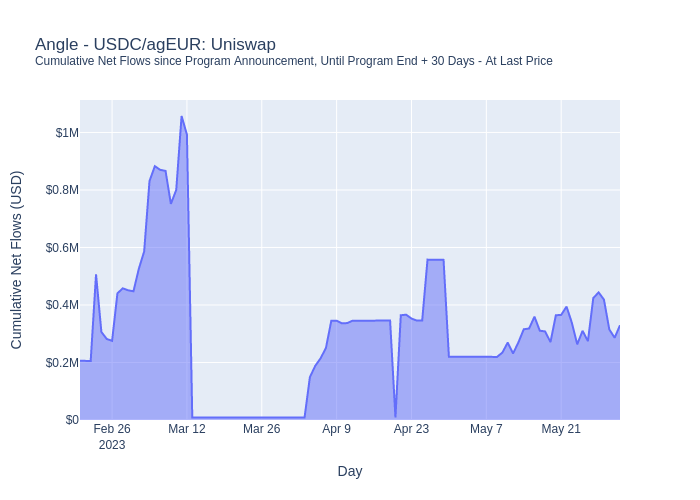 Angle - USDC/agEUR: Uniswap
Cumulative Net Flows since Program Announcement, Until Program End + 30 Days - At Last Price
Cumulative Net Flows (USD)
$1M
$0.8M
$0.6M
$0.4M
$0.2M
$0
Feb 26 Mar 12 Mar 26 Apr 9 Apr 23 May 7 May 21
2023
Day